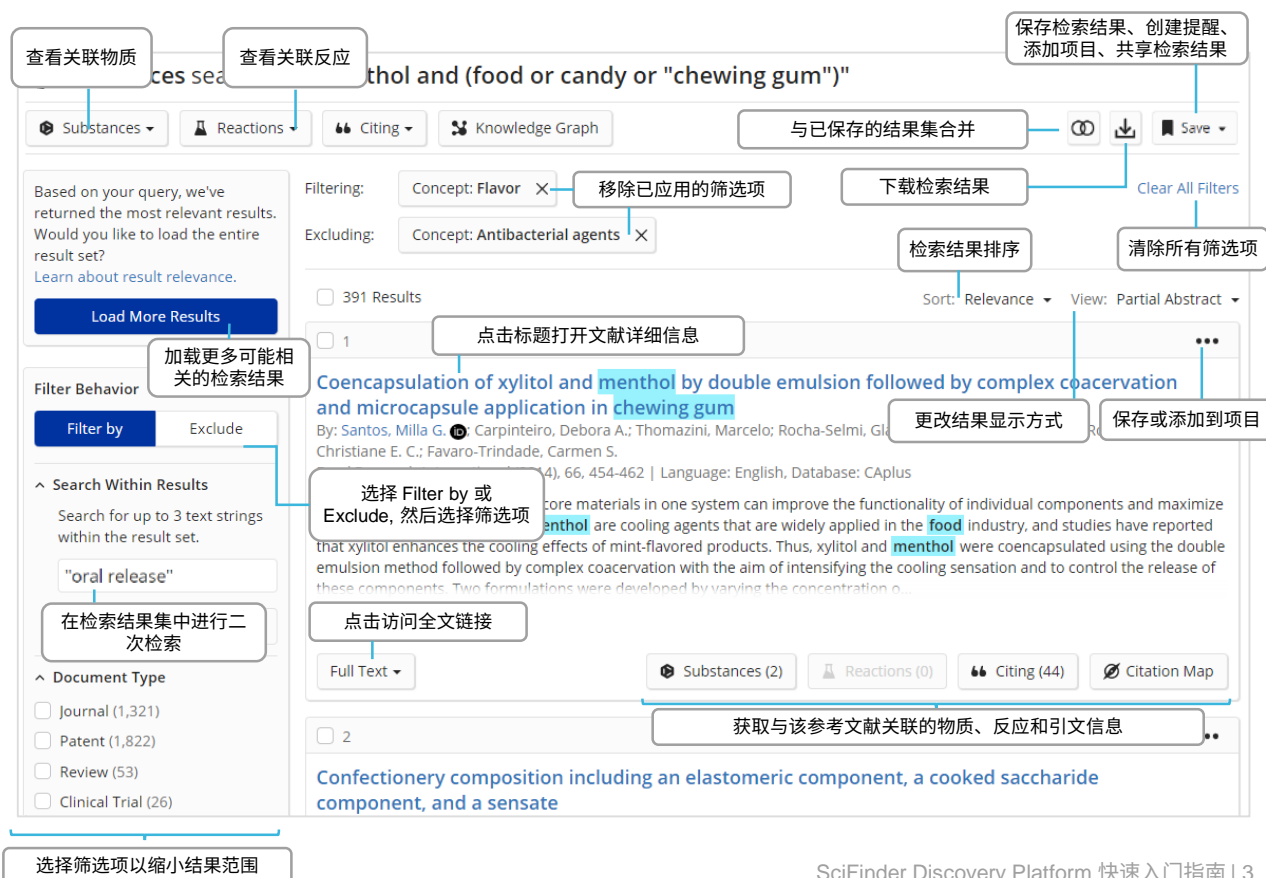 保存检索结果、创建提醒、
添加项目、共享检索结果
查看关联物质
查看关联反应
ces sea
thol and (food or candy or "chewing gum")"
Substances
Reactions
Citing
Knowledge Graph
与已保存的结果集合并
Save
Based on your query, we've
returned the most relevant results.
Would you like to load the entire
result set?
Learn about result relevance.
Load More Results
加载更多可能相
关的检索结果
Filtering:
Concept: Flavor
移除已应用的筛选项
下载检索结果
Clear All Filters
Excluding:
Concept: Antibacterial agents
检索结果排序
清除所有筛选项
391 Results
Sort: Relevance
View: Partial Abstract
1
点击标题打开文献详细信息
Coencapsulation of xylitol and menthol by double emulsion followed by complex coacervation
and microcapsule application in chewing gum
更改结果显示方式
保存或添加到项目
By: Santos, Milla G. iD; Carpinteiro, Debora A.; Thomazini, Marcelo; Rocha-Selmi, Gla
Christiane E. C.; Favaro-Trindade, Carmen S.
4), 66, 454-462 | Language: English, Database: CAplus
Filter Behavior
Filter by
Exclude
选择 Filter by 或
Exclude, 然后选择筛选项
core materials in one system can improve the functionality of individual components and maximize
enthol are cooling agents that are widely applied in the food industry, and studies have reported
that xylitol enhances the cooling effects of mint-flavored products. Thus, xylitol and menthol were coencapsulated using the double
emulsion method followed by complex coacervation with the aim of intensifying the cooling sensation and to control the release of
these components. Two formulations were developed by varying the concentration o...
Search Within Results
Search for up to 3 text strings
within the result set.
"oral release"
在检索结果集中进行二
次检索
点击访问全文链接
Full Text
Substances (2)
Reactions (0)
Citing (44)
Citation Map
获取与该参考文献关联的物质、反应和引文信息
Document Type
Journal (1,321)
Patent (1,822)
Review (53)
Clinical Trial (26)
2
Confectionery composition including an elastomeric component, a cooked saccharide
component, and a sensate
选择筛选项以缩小结果范围
SciFinder Discovery Platform 快速入门指南 | 3